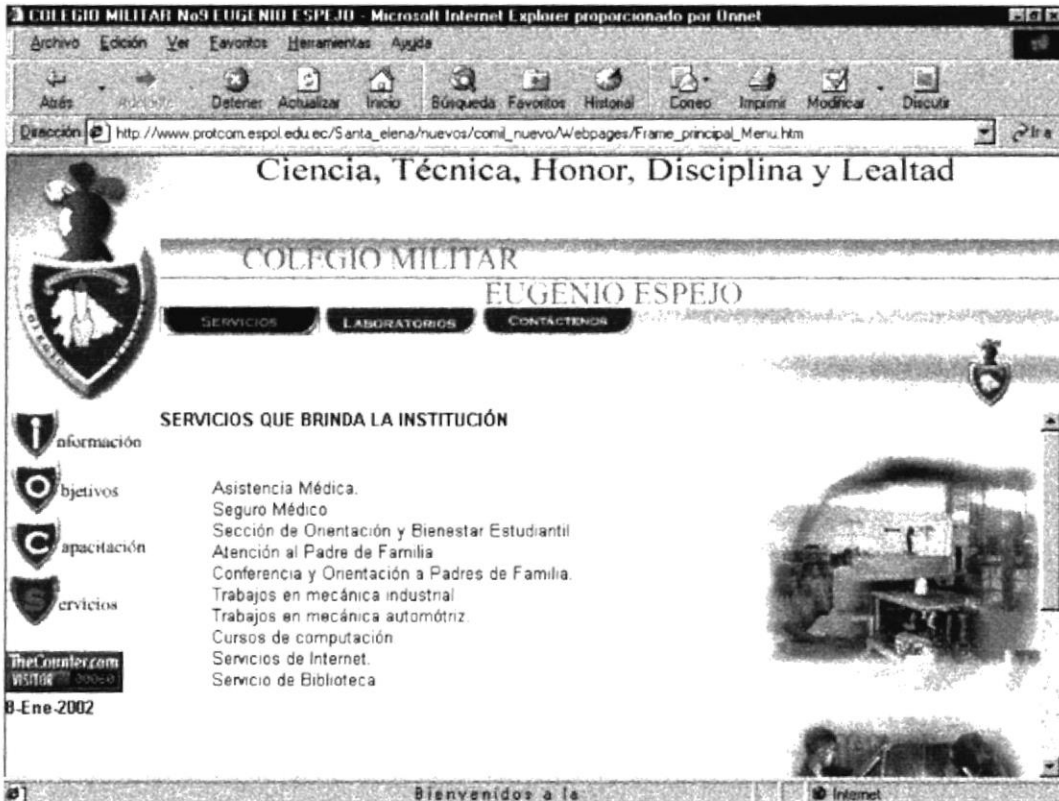 COLEGIO MILITAR No9 EUGENIO ESPEJO - Microsoft Internet Explorer proporcionado por Onnet
Archivo Edición Ver Favoritos Herramientas Ayuda
Atrás Detener Actualizar Inicio Búsqueda Favoritos Historial Correo Imprimir Modificar Discutir
Dirección http://www.protcom.espol.edu.ec/Santa_elena/nuevos/comil_nuevo/Webpages/Frame_principal_Menu.htm Ir a
Ciencia, Técnica, Honor, Disciplina y Lealtad
COLEGIO MILITAR
EUGENIO ESPEJO
SERVICIOS LABORATORIOS CONTÁCTENOS
SERVICIOS QUE BRINDA LA INSTITUCIÓN
Información
Objetivos
Capacitación
Servicios
Asistencia Médica.
Seguro Médico
Sección de Orientación y Bienestar Estudiantil
Atención al Padre de Familia
Conferencia y Orientación a Padres de Familia.
Trabajos en mecánica industrial
Trabajos en mecánica automótriz.
Cursos de computación
Servicios de Internet.
Servicio de Biblioteca
TheCounter.com
VISITOR
8-Ene-2002
Bienvenidos a la
Internet